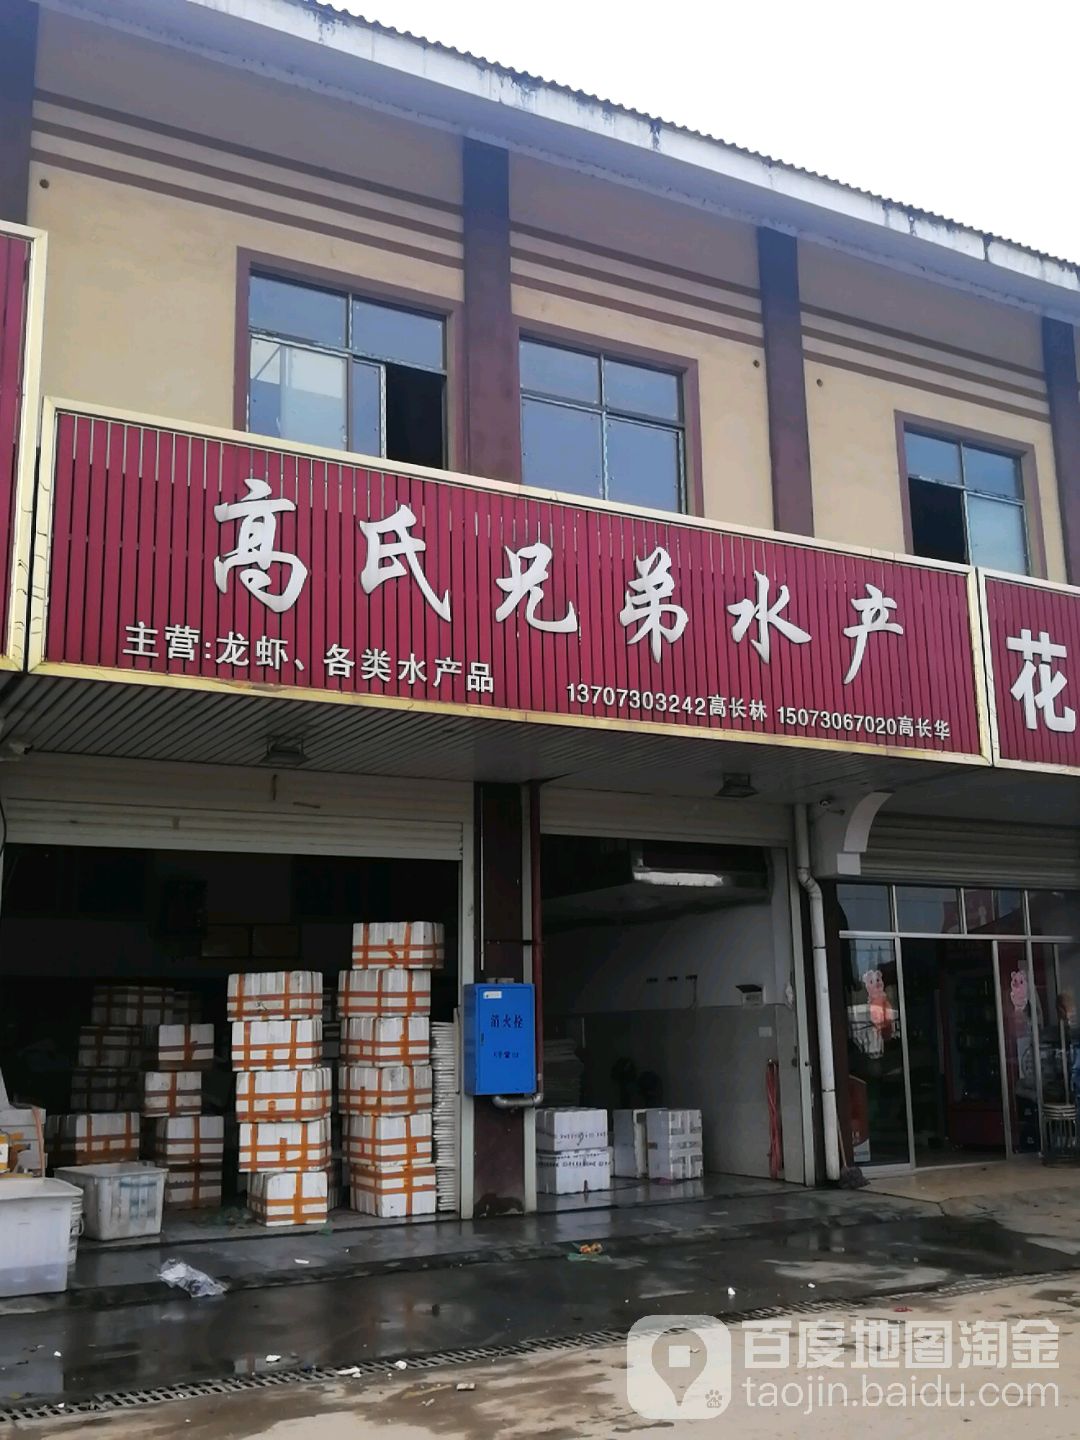 高氏兄弟水产
主营:龙虾、各类水产品
13707303242高长林 15073067020高长华
花
消火栓
百度地图淘金
taojin.baidu.com